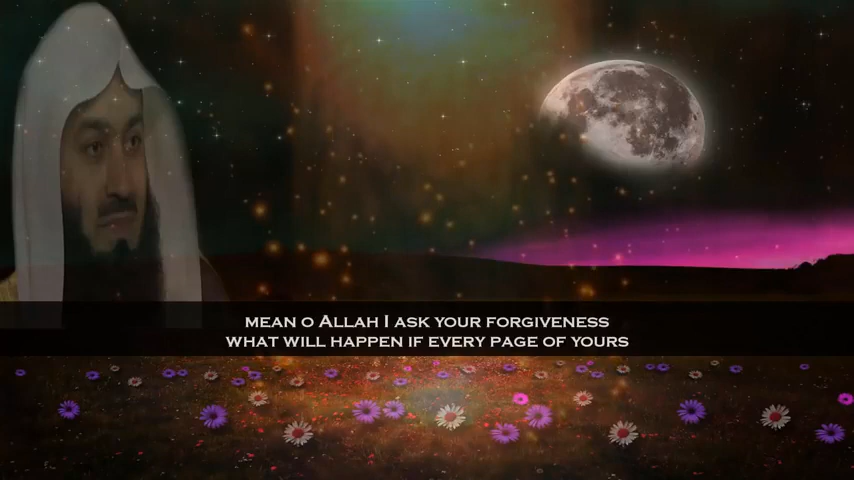 MEAN O ALLAH I ASK YOUR FORGIVENESS
WHAT WILL HAPPEN IF EVERY PAGE OF YOURS